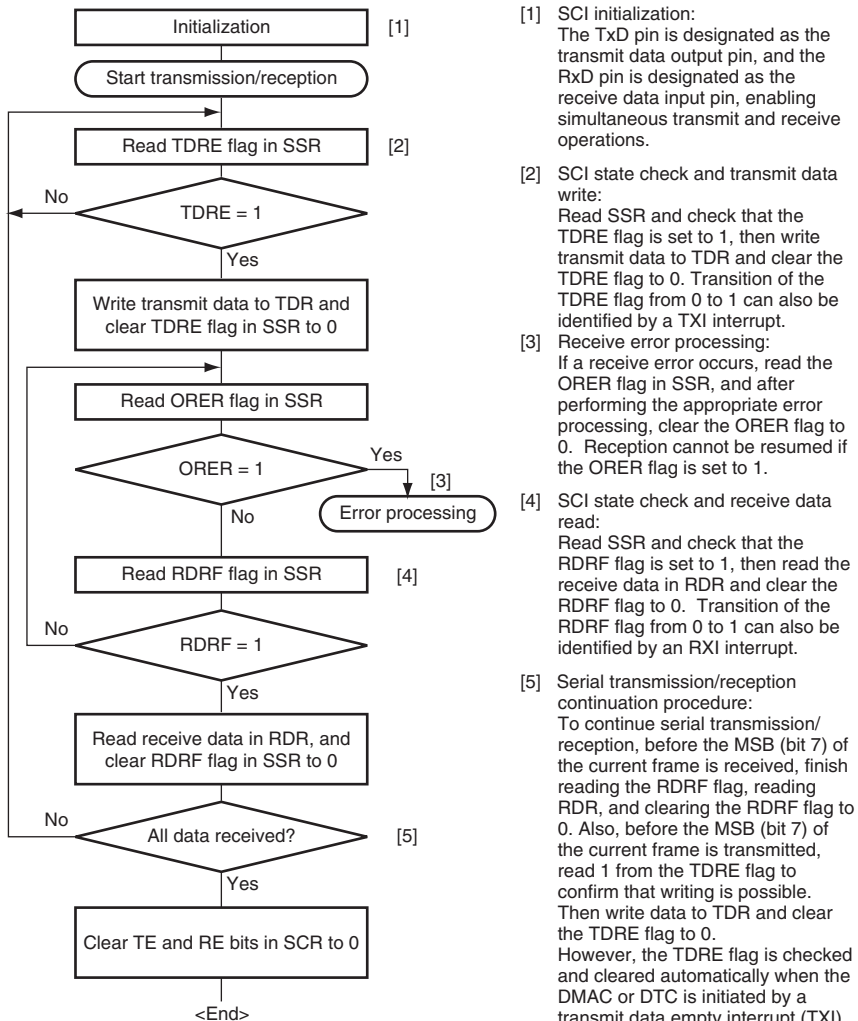 Initialization
[1]
Start transmission/reception
Read TDRE flag in SSR
[2]
No
TDRE = 1
Yes
Write transmit data to TDR and
clear TDRE flag in SSR to 0
Read ORER flag in SSR
ORER = 1
Yes
[3]
No
Error processing
Read RDRF flag in SSR
[4]
No
RDRF = 1
Yes
Read receive data in RDR, and
clear RDRF flag in SSR to 0
No
All data received?
[5]
Yes
Clear TE and RE bits in SCR to 0
<End>
[1] SCI initialization:
The TxD pin is designated as the
transmit data output pin, and the
RxD pin is designated as the
receive data input pin, enabling
simultaneous transmit and receive
operations.
[2] SCI state check and transmit data
write:
Read SSR and check that the
TDRE flag is set to 1, then write
transmit data to TDR and clear the
TDRE flag to 0. Transition of the
TDRE flag from 0 to 1 can also be
identified by a TXI interrupt.
[3] Receive error processing:
If a receive error occurs, read the
ORER flag in SSR, and after
performing the appropriate error
processing, clear the ORER flag to
0. Reception cannot be resumed if
the ORER flag is set to 1.
[4] SCI state check and receive data
read:
Read SSR and check that the
RDRF flag is set to 1, then read the
receive data in RDR and clear the
RDRF flag to 0. Transition of the
RDRF flag from 0 to 1 can also be
identified by an RXI interrupt.
[5] Serial transmission/reception
continuation procedure:
To continue serial transmission/
reception, before the MSB (bit 7) of
the current frame is received, finish
reading the RDRF flag, reading
RDR, and clearing the RDRF flag to
0. Also, before the MSB (bit 7) of
the current frame is transmitted,
read 1 from the TDRE flag to
confirm that writing is possible.
Then write data to TDR and clear
the TDRE flag to 0.
However, the TDRE flag is checked
and cleared automatically when the
DMAC or DTC is initiated by a
transmit data empty interrupt (TXI)